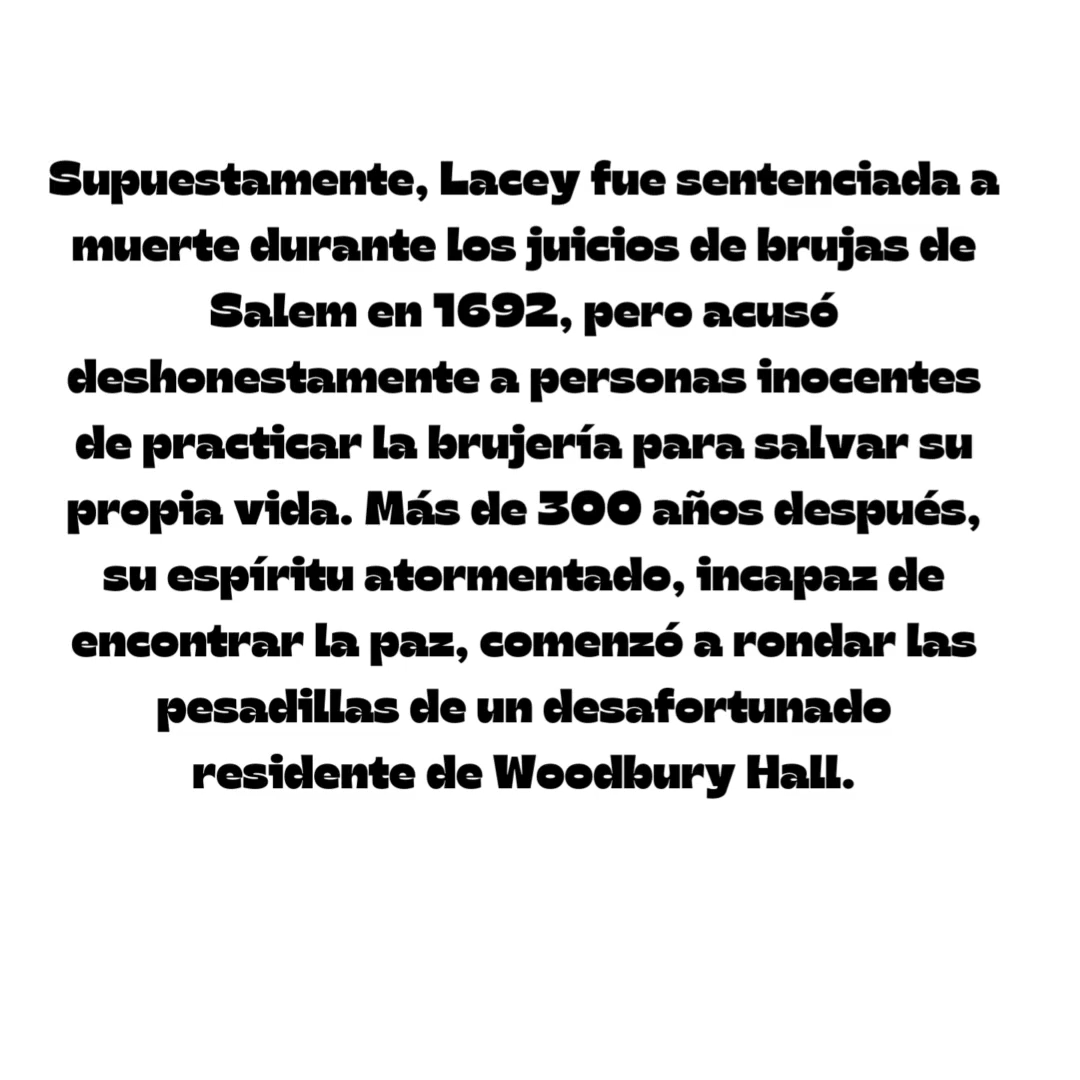 Supuestamente, Lacey fue sentenciada a
muerte durante los juicios de brujas de
Salem en 1692, pero acusó
deshonestamente a personas inocentes
de practicar la brujería para salvar su
propia vida. Más de 300 años después,
su espíritu atormentado, incapaz de
encontrar la paz, comenzó a rondar las
pesadillas de un desafortunado
residente de Woodbury Hall.